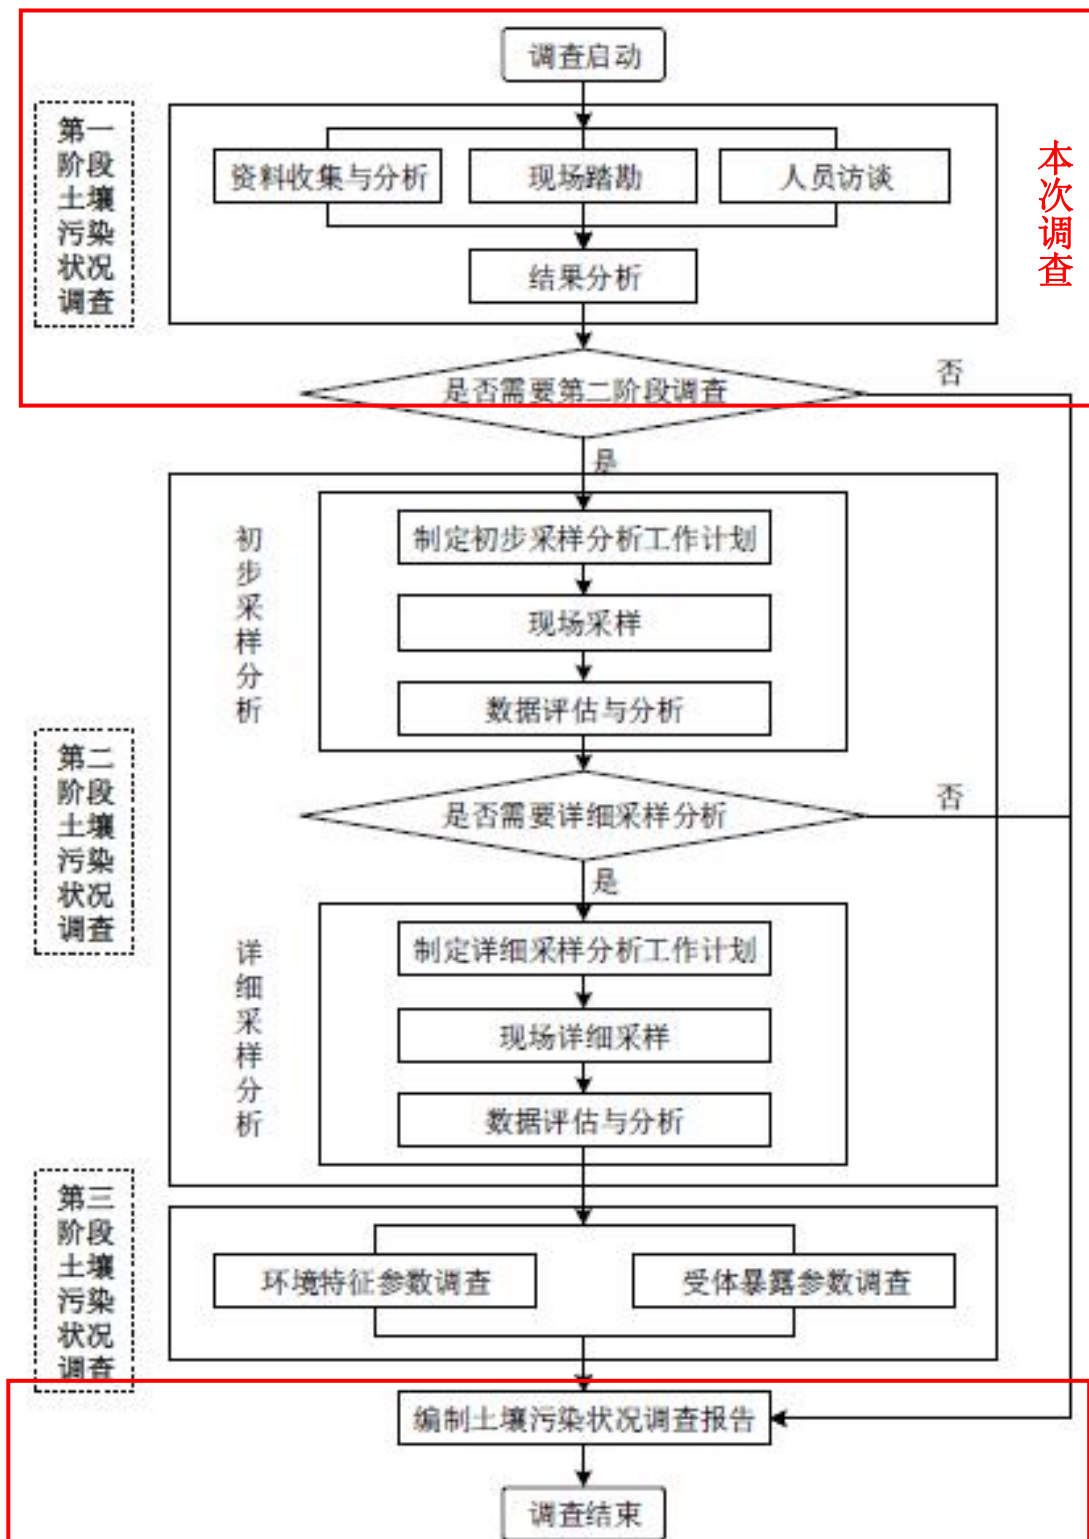 调查启动
第一阶段土壤污染状况调查
资料收集与分析
现场踏勘
人员访谈
本次调查
结果分析
是否需要第二阶段调查
否
是
初步采样分析
制定初步采样分析工作计划
现场采样
数据评估与分析
第二阶段土壤污染状况调查
是否需要详细采样分析
否
是
详细采样分析
制定详细采样分析工作计划
现场详细采样
数据评估与分析
第三阶段土壤污染状况调查
环境特征参数调查
受体暴露参数调查
编制土壤污染状况调查报告
调查结束